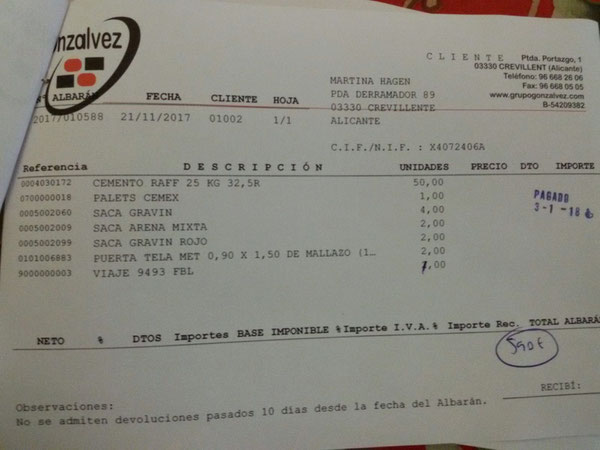 onzalvez
CLIENTE
Ptda. Portazgo, 1
03330 CREVILLENT (Alicante)
Teléfono: 96 668 26 06
Fax: 96 668 05 05
www.grupogonzalvez.com
B-54209382
MARTINA HAGEN
PDA DERRAMADOR 89
03330 CREVILLENTE
ALICANTE
C.I.F./N.I.F. : X4072406A
Nº ALBARÁN FECHA CLIENTE HOJA
2017/010588 21/11/2017 01002 1/1
Referencia DESCRIPCIÓN UNIDADES PRECIO DTO IMPORTE
0004030172 CEMENTO RAFF 25 KG 32,5R 50,00
0700000018 PALETS CEMEX 1,00
0005002060 SACA GRAVIN 4,00
0005002009 SACA ARENA MIXTA 2,00
0005002099 SACA GRAVIN ROJO 2,00
0101006883 PUERTA TELA MET 0,90 X 1,50 DE MALLAZO (1... 2,00
9000000003 VIAJE 9493 FBL ,00
PAGADO
3-1-18
NETO % DTOS Importes BASE IMPONIBLE % Importe I.V.A. % Importe Rec. TOTAL ALBARÁ
590€
RECIBÍ:
Observaciones:
No se admiten devoluciones pasados 10 días desde la fecha del Albarán.